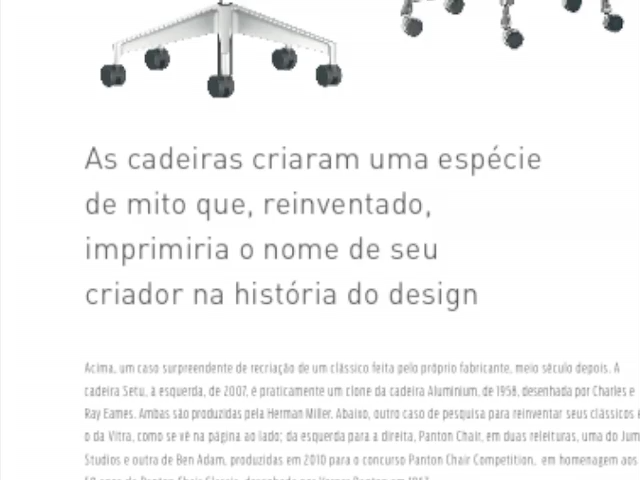 As cadeiras criaram uma espécie
de mito que, reinventado,
imprimiria o nome de seu
criador na história do design
Acima, um caso surpreendente de recriação de um clássico feita pelo próprio fabricante, meio século depois. A
cadeira Setu, à esquerda, de 2007, é praticamente um clone da cadeira Aluminium, de 1958, desenhada por Charles e
Ray Eames. Ambas são produzidas pela Herman Miller. Abaixo, outro caso de pesquisa para reinventar seus clássicos é
o da Vitra, como se vê na página ao lado; da esquerda para a direita, Panton Chair, em duas releituras, uma do Jum
Studios e outra de Ben Adam, produzidas em 2010 para o concurso Panton Chair Competition, em homenagem aos